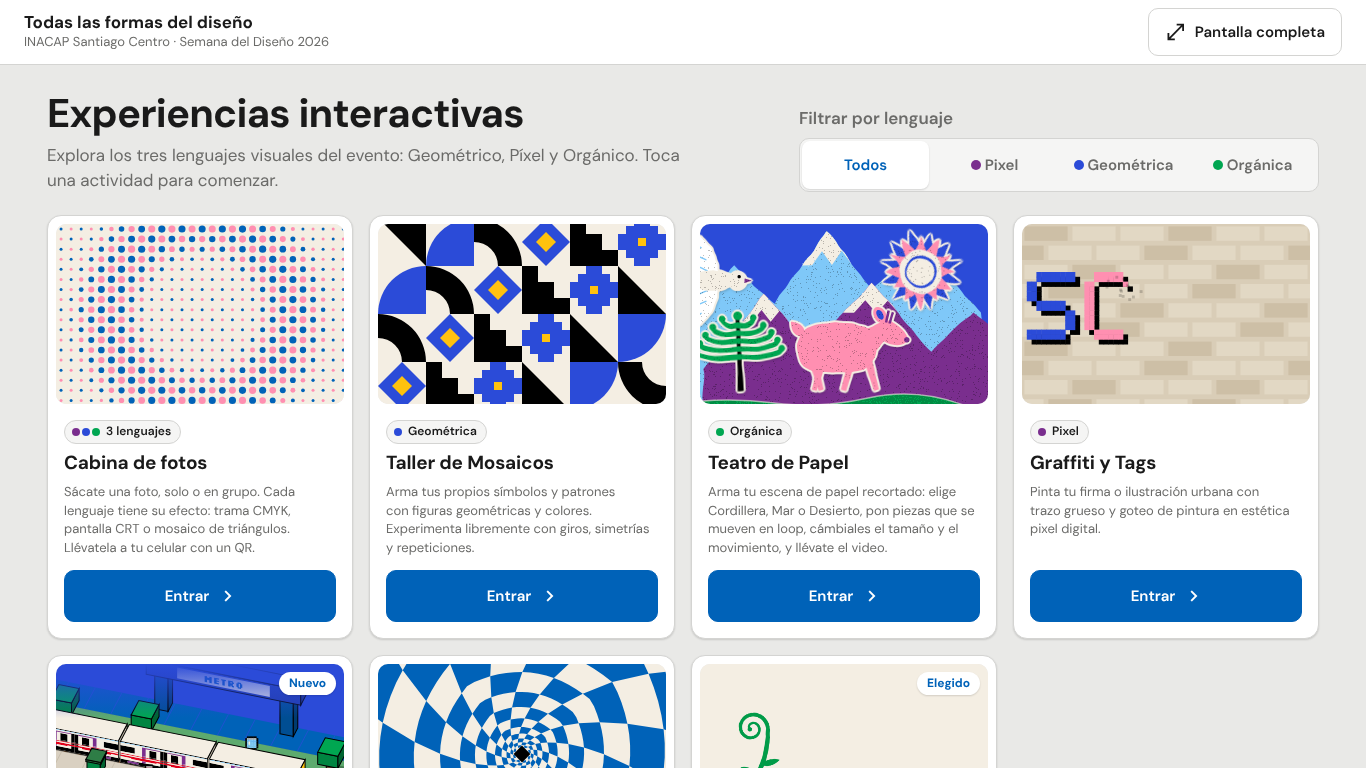 Todas las formas del diseño
INACAP Santiago Centro · Semana del Diseño 2026
Pantalla completa
Experiencias interactivas
Explora los tres lenguajes visuales del evento: Geométrico, Píxel y Orgánico. Toca
una actividad para comenzar.
Filtrar por lenguaje
Todos
Pixel
Geométrica
Orgánica
3 lenguajes
Cabina de fotos
Sácate una foto, solo o en grupo. Cada
lenguaje tiene su efecto: trama CMYK,
pantalla CRT o mosaico de triángulos.
Llévatela a tu celular con un QR.
Entrar
Geométrica
Taller de Mosaicos
Arma tus propios símbolos y patrones
con figuras geométricas y colores.
Experimenta libremente con giros, simetrías
y repeticiones.
Entrar
Orgánica
Teatro de Papel
Arma tu escena de papel recortado: elige
Cordillera, Mar o Desierto, pon piezas que se
mueven en loop, cámbiales el tamaño y el
movimiento, y llévate el video.
Entrar
SC
Pixel
Graffiti y Tags
Pinta tu firma o ilustración urbana con
trazo grueso y goteo de pintura en estética
pixel digital.
Entrar
METRO
Nuevo
Elegido